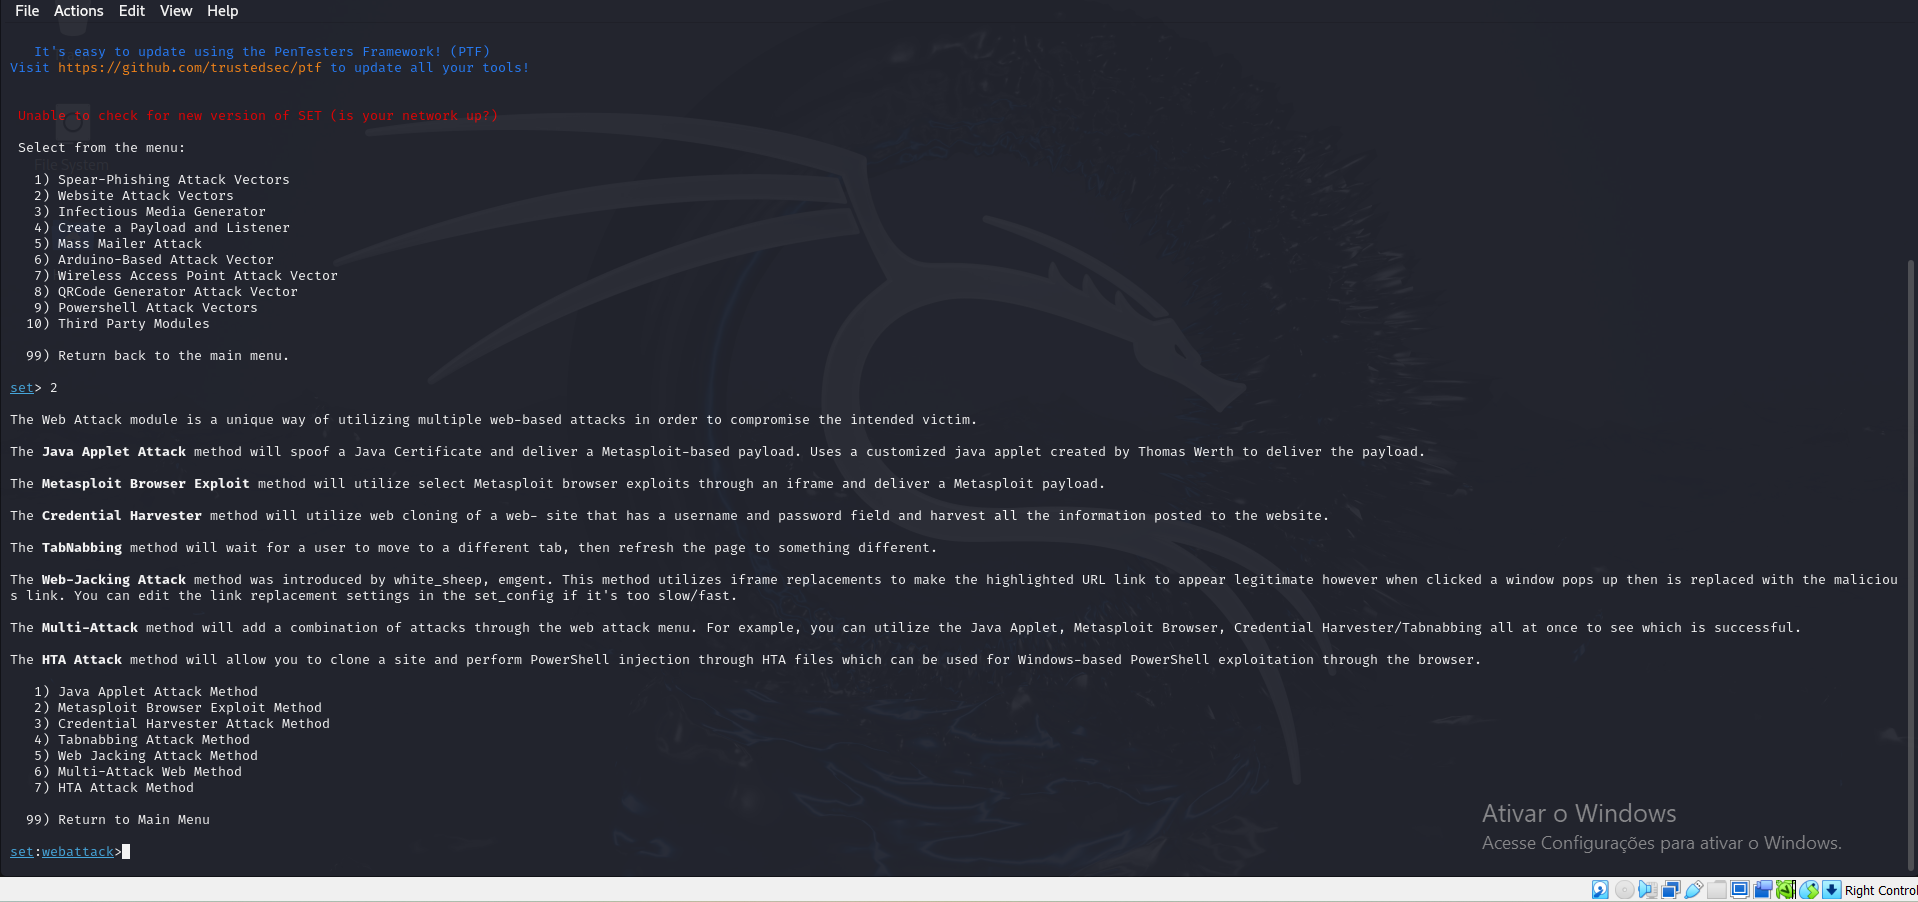 File Actions Edit View Help
It's easy to update using the PenTesters Framework! (PTF)
Visit https://github.com/trustedsec/ptf to update all your tools!
Unable to check for new version of SET (is your network up?)
Select from the menu:
File System
1) Spear-Phishing Attack Vectors
2) Website Attack Vectors
3) Infectious Media Generator
4) Create a Payload and Listener
5) Mass Mailer Attack
6) Arduino-Based Attack Vector
7) Wireless Access Point Attack Vector
8) QRCode Generator Attack Vector
9) Powershell Attack Vectors
10) Third Party Modules
99) Return back to the main menu.
set> 2
The Web Attack module is a unique way of utilizing multiple web-based attacks in order to compromise the intended victim.
The Java Applet Attack method will spoof a Java Certificate and deliver a Metasploit-based payload. Uses a customized java applet created by Thomas Werth to deliver the payload.
The Metasploit Browser Exploit method will utilize select Metasploit browser exploits through an iframe and deliver a Metasploit payload.
The Credential Harvester method will utilize web cloning of a web- site that has a username and password field and harvest all the information posted to the website.
The TabNabbing method will wait for a user to move to a different tab, then refresh the page to something different.
The Web-Jacking Attack method was introduced by white_sheep, emgent. This method utilizes iframe replacements to make the highlighted URL link to appear legitimate however when clicked a window pops up then is replaced with the maliciou
s link. You can edit the link replacement settings in the set_config if it's too slow/fast.
The Multi-Attack method will add a combination of attacks through the web attack menu. For example, you can utilize the Java Applet, Metasploit Browser, Credential Harvester/Tabnabbing all at once to see which is successful.
The HTA Attack method will allow you to clone a site and perform PowerShell injection through HTA files which can be used for Windows-based PowerShell exploitation through the browser.
1) Java Applet Attack Method
2) Metasploit Browser Exploit Method
3) Credential Harvester Attack Method
4) Tabnabbing Attack Method
5) Web Jacking Attack Method
6) Multi-Attack Web Method
7) HTA Attack Method
99) Return to Main Menu
set:webattack>
Ativar o Windows
Acesse Configurações para ativar o Windows.
Right Control